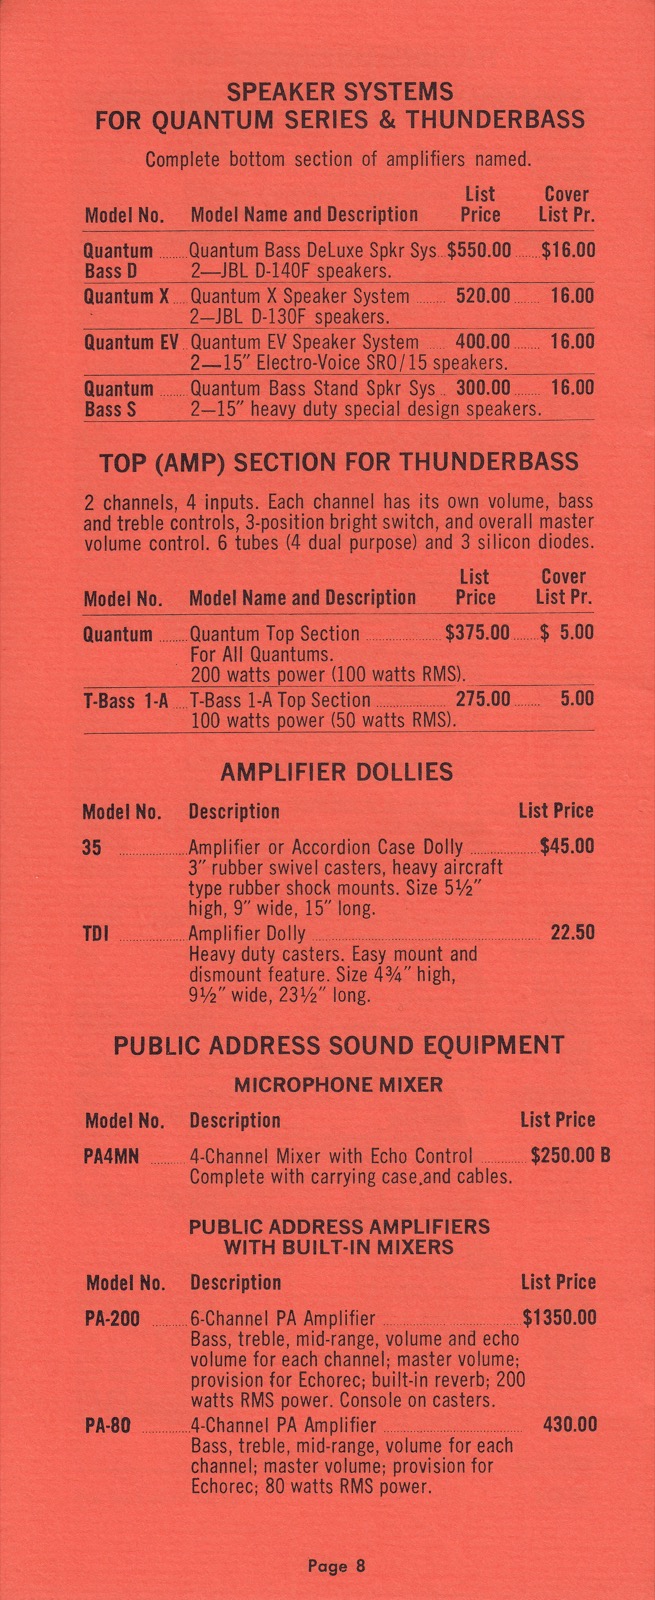 SPEAKER SYSTEMS
FOR QUANTUM SERIES & THUNDERBASS
Complete bottom section of amplifiers named.
List Cover
Model No. Model Name and Description Price List Pr.
Quantum ........ Quantum Bass DeLuxe Spkr Sys.. $550.00 ........ $16.00
Bass D 2—JBL D-140F speakers.
Quantum X .... Quantum X Speaker System ........ 520.00 ........ 16.00
2—JBL D-130F speakers.
Quantum EV Quantum EV Speaker System ...... 400.00 ........ 16.00
2—15″ Electro-Voice SRO/15 speakers.
Quantum ........ Quantum Bass Stand Spkr Sys .. 300.00 ........ 16.00
Bass S 2—15″ heavy duty special design speakers.
TOP (AMP) SECTION FOR THUNDERBASS
2 channels, 4 inputs. Each channel has its own volume, bass
and treble controls, 3-position bright switch, and overall master
volume control. 6 tubes (4 dual purpose) and 3 silicon diodes.
List Cover
Model No. Model Name and Description Price List Pr.
Quantum ........ Quantum Top Section .................... $375.00 ...... $ 5.00
For All Quantums.
200 watts power (100 watts RMS).
T-Bass 1-A .... T-Bass 1-A Top Section .................. 275.00 ........ 5.00
100 watts power (50 watts RMS).
AMPLIFIER DOLLIES
Model No. Description List Price
35 .................. Amplifier or Accordion Case Dolly .................. $45.00
3″ rubber swivel casters, heavy aircraft
type rubber shock mounts. Size 5½″
high, 9″ wide, 15″ long.
TDI .................. Amplifier Dolly .......................................................... 22.50
Heavy duty casters. Easy mount and
dismount feature. Size 4¾″ high,
9½″ wide, 23½″ long.
PUBLIC ADDRESS SOUND EQUIPMENT
MICROPHONE MIXER
Model No. Description List Price
PA4MN .......... 4-Channel Mixer with Echo Control ............ $250.00 B
Complete with carrying case and cables.
PUBLIC ADDRESS AMPLIFIERS
WITH BUILT-IN MIXERS
Model No. Description List Price
PA-200 .......... 6-Channel PA Amplifier .................................... $1350.00
Bass, treble, mid-range, volume and echo
volume for each channel; master volume;
provision for Echorec; built-in reverb; 200
watts RMS power. Console on casters.
PA-80 ............ 4-Channel PA Amplifier .................................... 430.00
Bass, treble, mid-range, volume for each
channel; master volume; provision for
Echorec; 80 watts RMS power.
Page 8